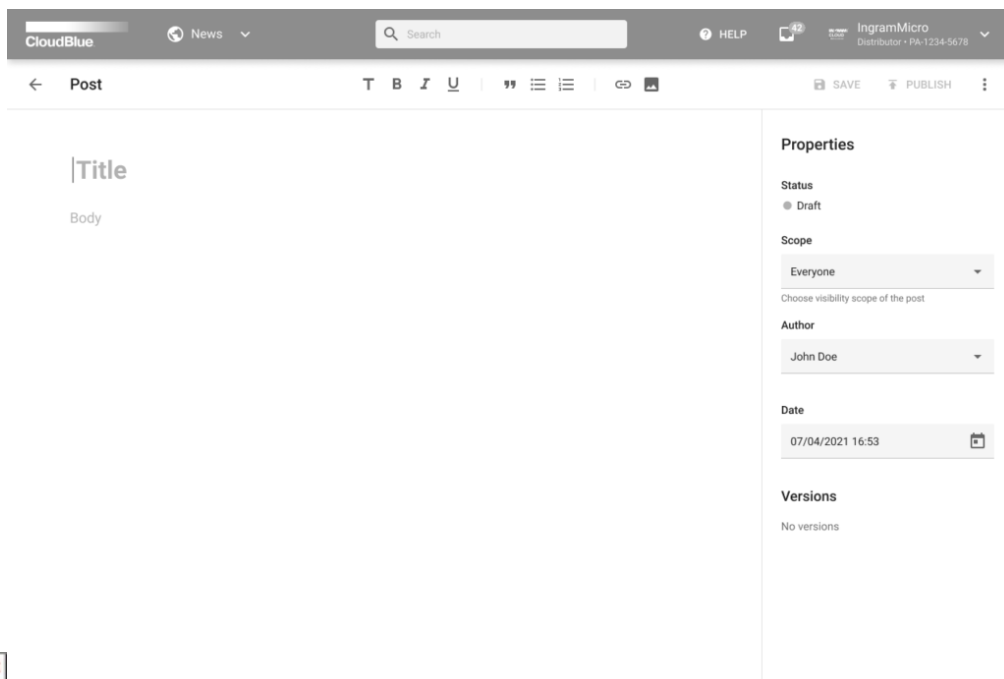 CloudBlue
News
Search
HELP
42
IngramMicro
Distributor • PA-1234-5678
Post
T B I U
SAVE
PUBLISH
Title
Body
Properties
Status
Draft
Scope
Everyone
Choose visibility scope of the post
Author
John Doe
Date
07/04/2021 16:53
Versions
No versions